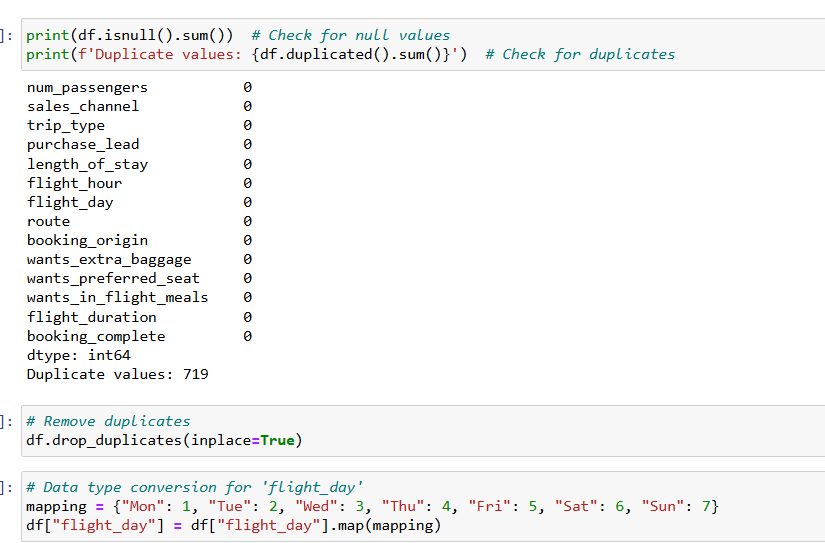 ]: print(df.isnull().sum())  # Check for null values
print(f'Duplicate values: {df.duplicated().sum()}')  # Check for duplicates
num_passengers           0
sales_channel            0
trip_type                0
purchase_lead            0
length_of_stay           0
flight_hour              0
flight_day               0
route                    0
booking_origin           0
wants_extra_baggage      0
wants_preferred_seat     0
wants_in_flight_meals    0
flight_duration          0
booking_complete         0
dtype: int64
Duplicate values: 719
]: # Remove duplicates
df.drop_duplicates(inplace=True)
]: # Data type conversion for 'flight_day'
mapping = {"Mon": 1, "Tue": 2, "Wed": 3, "Thu": 4, "Fri": 5, "Sat": 6, "Sun": 7}
df["flight_day"] = df["flight_day"].map(mapping)